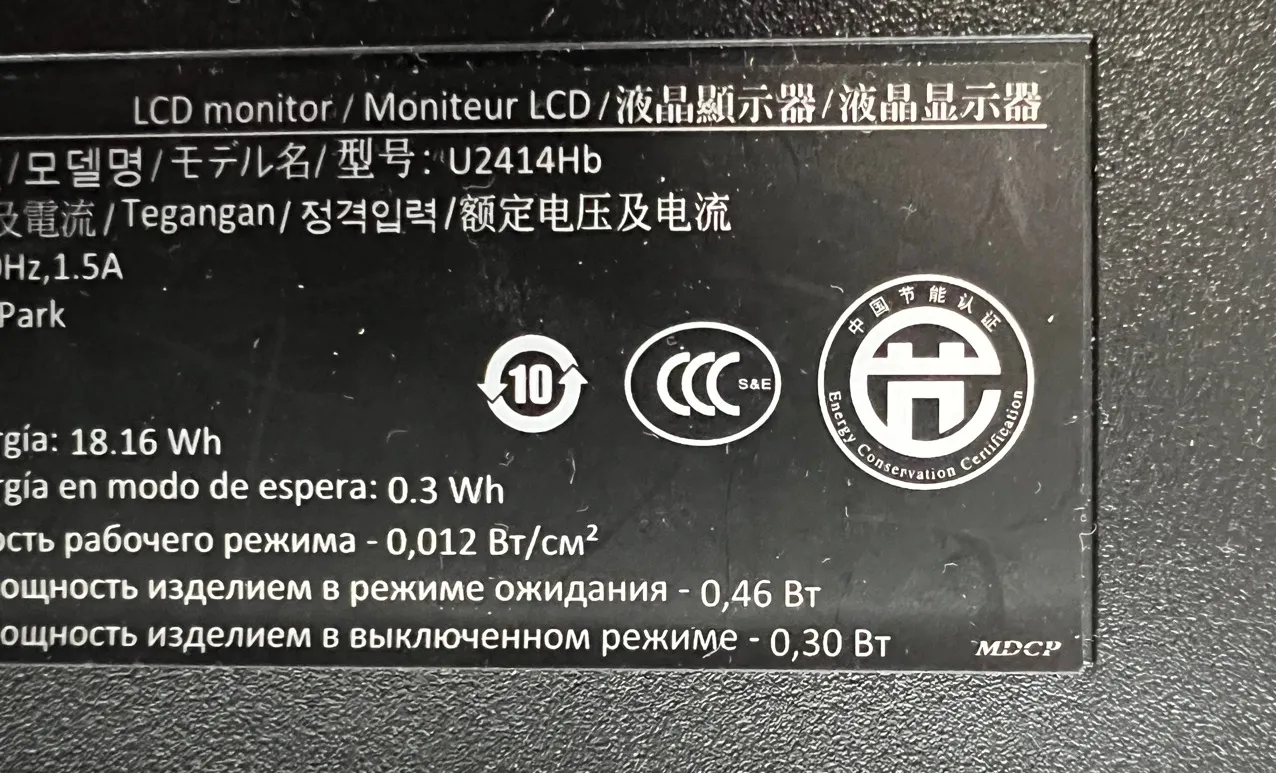 LCD monitor / Moniteur LCD / 液晶顯示器 / 液晶显示器
/ 모델명 / モデル名 / 型号: U2414Hb
及電流 / Tegangan / 정격입력 / 额定电压及电流
Hz,1.5A
Park
10
CCC S&E
中国节能认证
Energy Conservation Certification
rgía: 18.16 Wh
rgía en modo de espera: 0.3 Wh
ость рабочего режима - 0,012 Вт/см²
ощность изделием в режиме ожидания - 0,46 Вт
ощность изделием в выключенном режиме - 0,30 Вт
MDCP